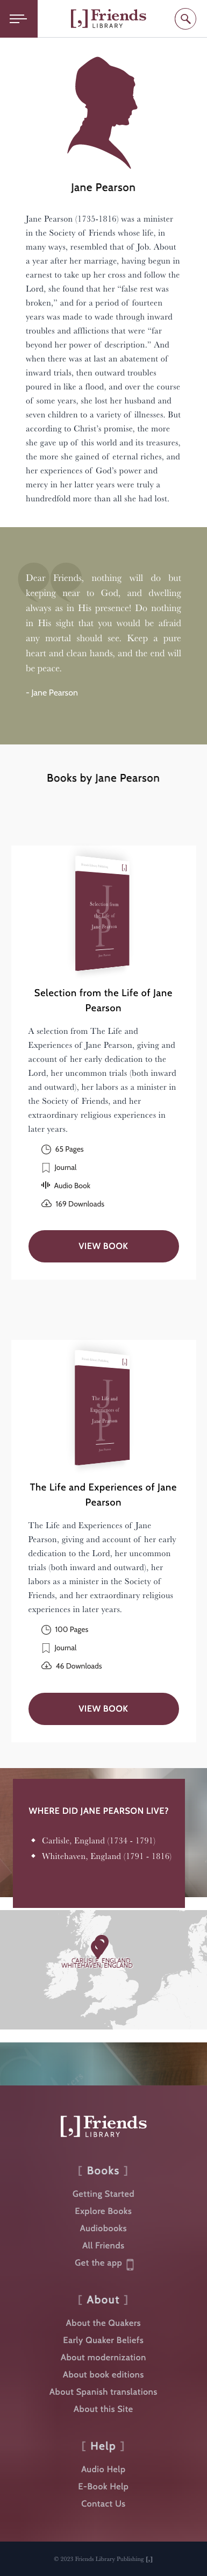 [,] Friends
LIBRARY
Jane Pearson
Jane Pearson (1735-1816) was a minister
in the Society of Friends whose life, in
many ways, resembled that of Job. About
a year after her marriage, having begun in
earnest to take up her cross and follow the
Lord, she found that her “false rest was
broken,” and for a period of fourteen
years was made to wade through inward
troubles and afflictions that were “far
beyond her power of description.” And
when there was at last an abatement of
inward trials, then outward troubles
poured in like a flood, and over the course
of some years, she lost her husband and
seven children to a variety of illnesses. But
according to Christ’s promise, the more
she gave up of this world and its treasures,
the more she gained of eternal riches, and
her experiences of God’s power and
mercy in her latter years were truly a
hundredfold more than all she had lost.
Dear Friends, nothing will do but
keeping near to God, and dwelling
always as in His presence! Do nothing
in His sight that you would be afraid
any mortal should see. Keep a pure
heart and clean hands, and the end will
be peace.
- Jane Pearson
Books by Jane Pearson
[,]
Selection from
the Life of
Jane Pearson
JP
Selection from the Life of Jane
Pearson
A selection from The Life and
Experiences of Jane Pearson, giving and
account of her early dedication to the
Lord, her uncommon trials (both inward
and outward), her labors as a minister in
the Society of Friends, and her
extraordinary religious experiences in
later years.
65 Pages
Journal
Audio Book
169 Downloads
VIEW BOOK
[,]
The Life and
Experiences of
Jane Pearson
JP
The Life and Experiences of Jane
Pearson
The Life and Experiences of Jane
Pearson, giving and account of her early
dedication to the Lord, her uncommon
trials (both inward and outward), her
labors as a minister in the Society of
Friends, and her extraordinary religious
experiences in later years.
100 Pages
Journal
46 Downloads
VIEW BOOK
WHERE DID JANE PEARSON LIVE?
• Carlisle, England (1734 - 1791)
• Whitehaven, England (1791 - 1816)
CARLISLE, ENGLAND
WHITEHAVEN, ENGLAND
[,] Friends
LIBRARY
[ Books ]
Getting Started
Explore Books
Audiobooks
All Friends
Get the app
[ About ]
About the Quakers
Early Quaker Beliefs
About modernization
About book editions
About Spanish translations
About this Site
[ Help ]
Audio Help
E-Book Help
Contact Us
© 2023 Friends Library Publishing [,]